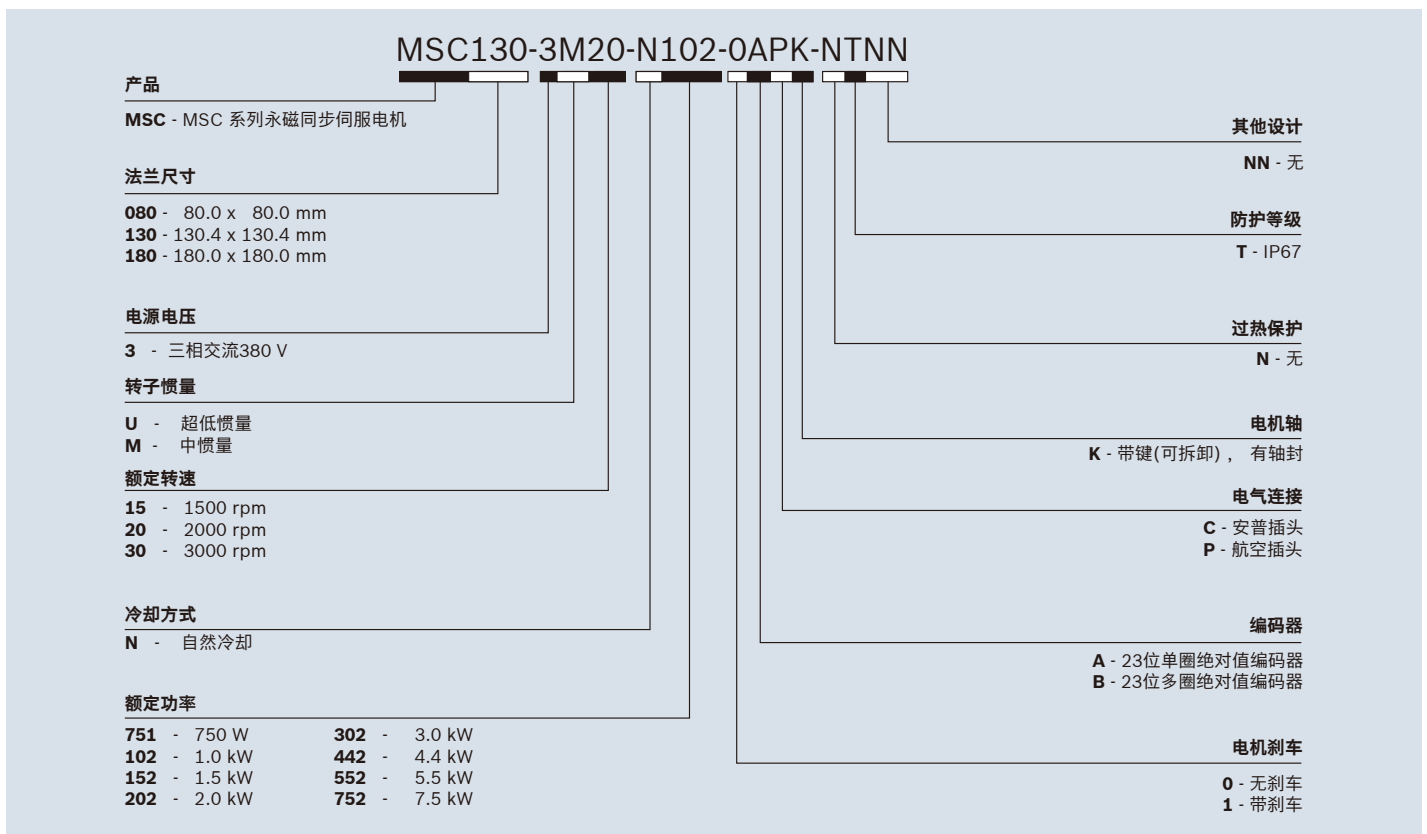 MSC130-3M20-N102-0APK-NTNN
产品
MSC - MSC 系列永磁同步伺服电机
法兰尺寸
080 - 80.0 x 80.0 mm
130 - 130.4 x 130.4 mm
180 - 180.0 x 180.0 mm
电源电压
3 - 三相交流380 V
转子惯量
U - 超低惯量
M - 中惯量
额定转速
15 - 1500 rpm
20 - 2000 rpm
30 - 3000 rpm
冷却方式
N - 自然冷却
额定功率
751 - 750 W 302 - 3.0 kW
102 - 1.0 kW 442 - 4.4 kW
152 - 1.5 kW 552 - 5.5 kW
202 - 2.0 kW 752 - 7.5 kW
其他设计
NN - 无
防护等级
T - IP67
过热保护
N - 无
电机轴
K - 带键(可拆卸) ， 有轴封
电气连接
C - 安普插头
P - 航空插头
编码器
A - 23位单圈绝对值编码器
B - 23位多圈绝对值编码器
电机刹车
0 - 无刹车
1 - 带刹车